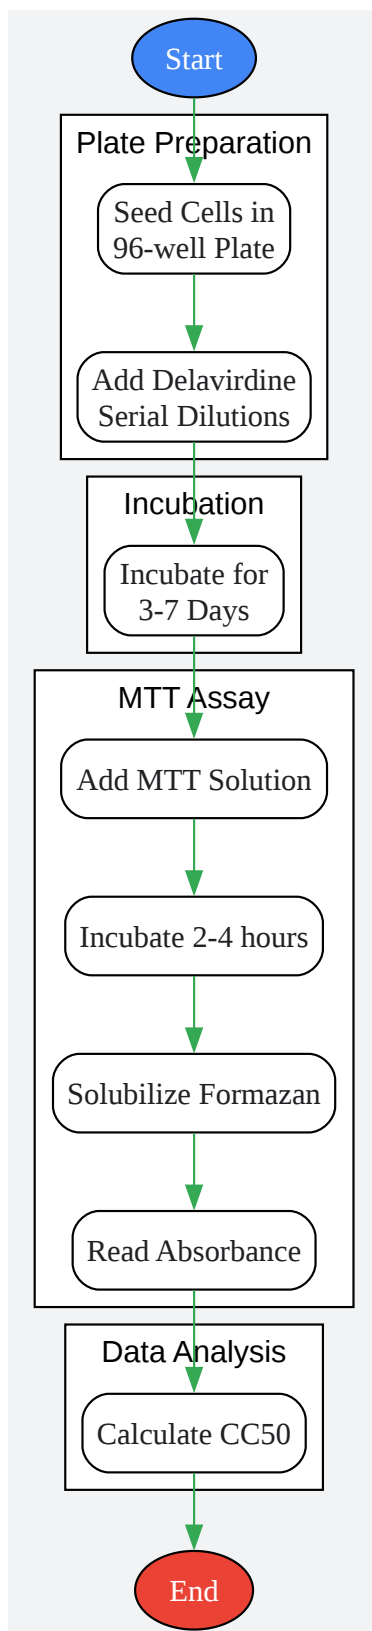 Start
Plate Preparation
Seed Cells in
96-well Plate
Add Delavirdine
Serial Dilutions
Incubation
Incubate for
3-7 Days
MTT Assay
Add MTT Solution
Incubate 2-4 hours
Solubilize Formazan
Read Absorbance
Data Analysis
Calculate CC50
End